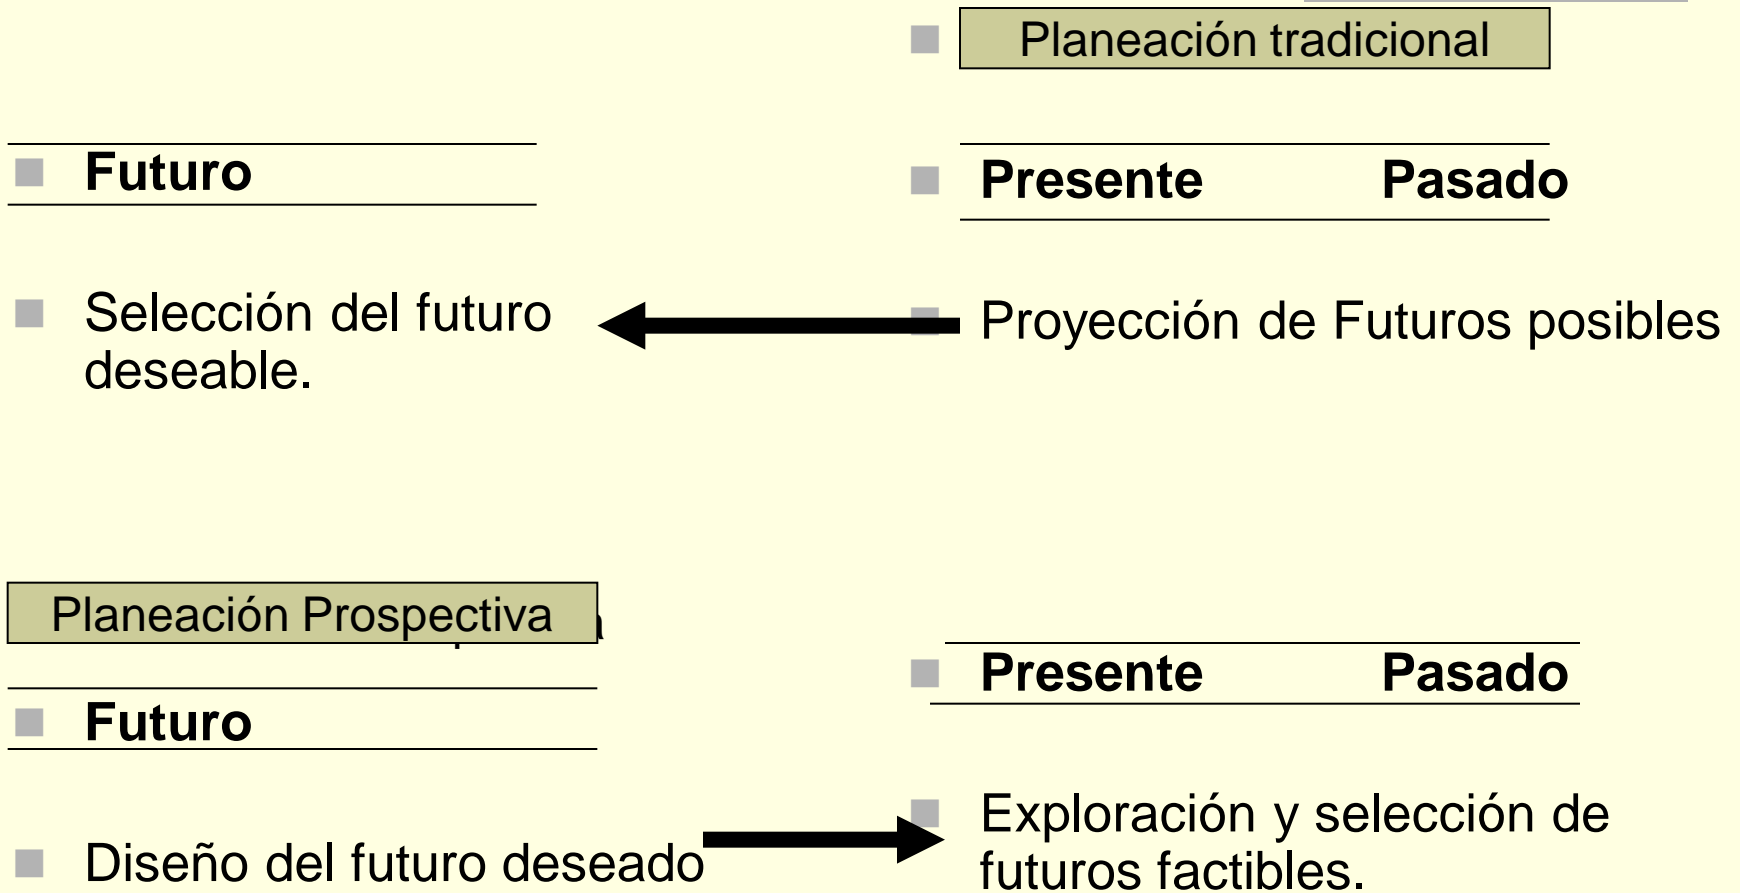 Planeación tradicional
Futuro
Presente Pasado
Selección del futuro
deseable.
Proyección de Futuros posibles
Planeación Prospectiva
Futuro
Presente Pasado
Diseño del futuro deseado
Exploración y selección de
futuros factibles.